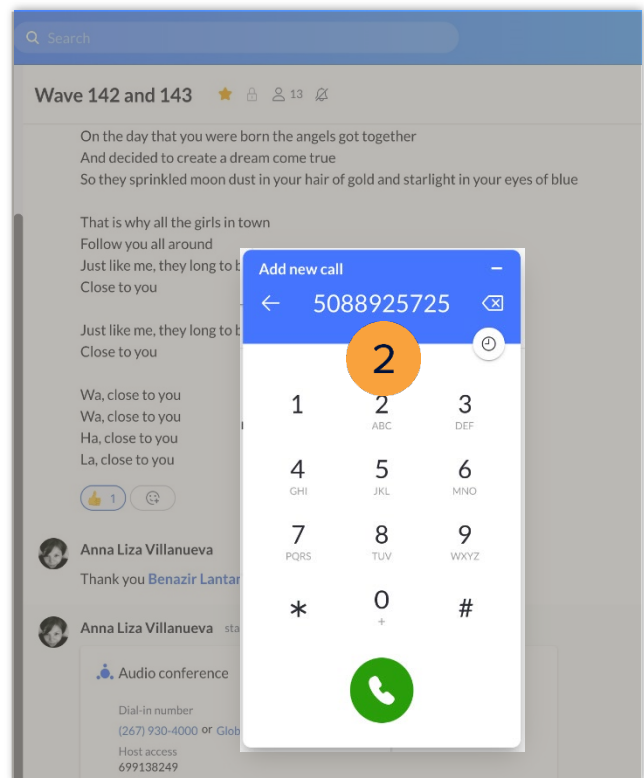 Search
Wave 142 and 143 13
On the day that you were born the angels got together
And decided to create a dream come true
So they sprinkled moon dust in your hair of gold and starlight in your eyes of blue
That is why all the girls in town
Follow you all around
Just like me, they long to
Close to you
Just like me, they long to
Close to you
Wa, close to you
Wa, close to you
Ha, close to you
La, close to you
1
Anna Liza Villanueva
Thank you Benazir
Anna Liza Villanueva
Audio conference
Dial-in number
(267) 930-4000 or
Host access
699138249
Add new call
5088925725
2
1 2 3
ABC DEF
4 5 6
GHI JKL MNO
7 8 9
PQRS TUV WXYZ
* 0 #
+